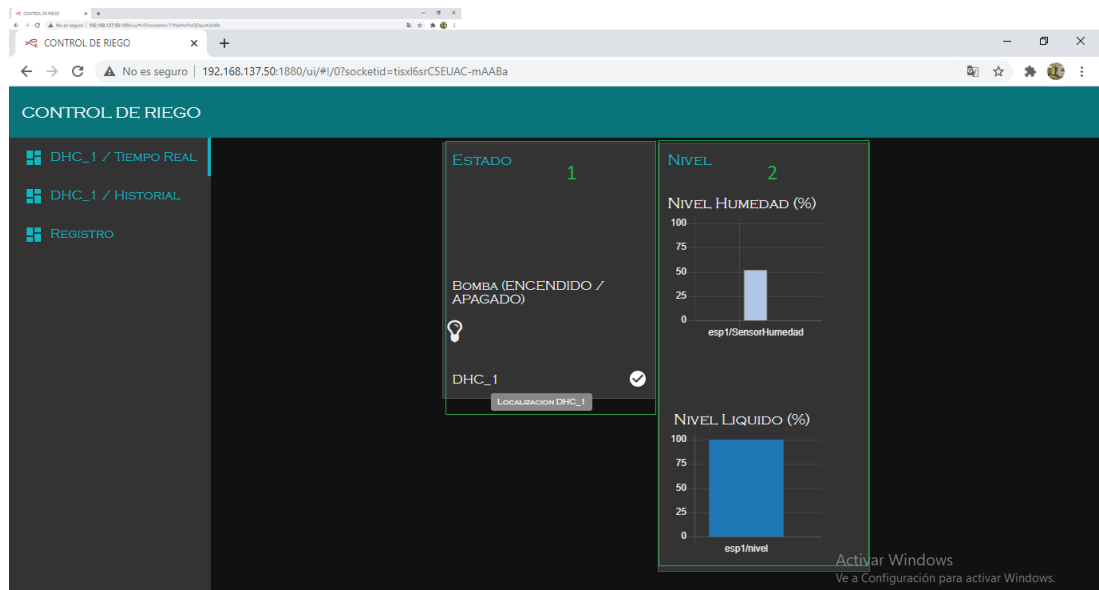 CONTROL DE RIEGO
CONTROL DE RIEGO
No es seguro | 192.168.137.50:1880/ui/#!/0?socketid=tisxl6srC5EUAC-mAABa
CONTROL DE RIEGO
DHC_1 / Tiempo Real
DHC_1 / Historial
Registro
Estado
1
Bomba (ENCENDIDO /
APAGADO)
DHC_1
Localizacion DHC_1
Nivel
2
Nivel Humedad (%)
100
75
50
25
0
esp1/SensorHumedad
Nivel Liquido (%)
100
75
50
25
0
esp1/nivel
Activar Windows
Ve a Configuración para activar Windows.